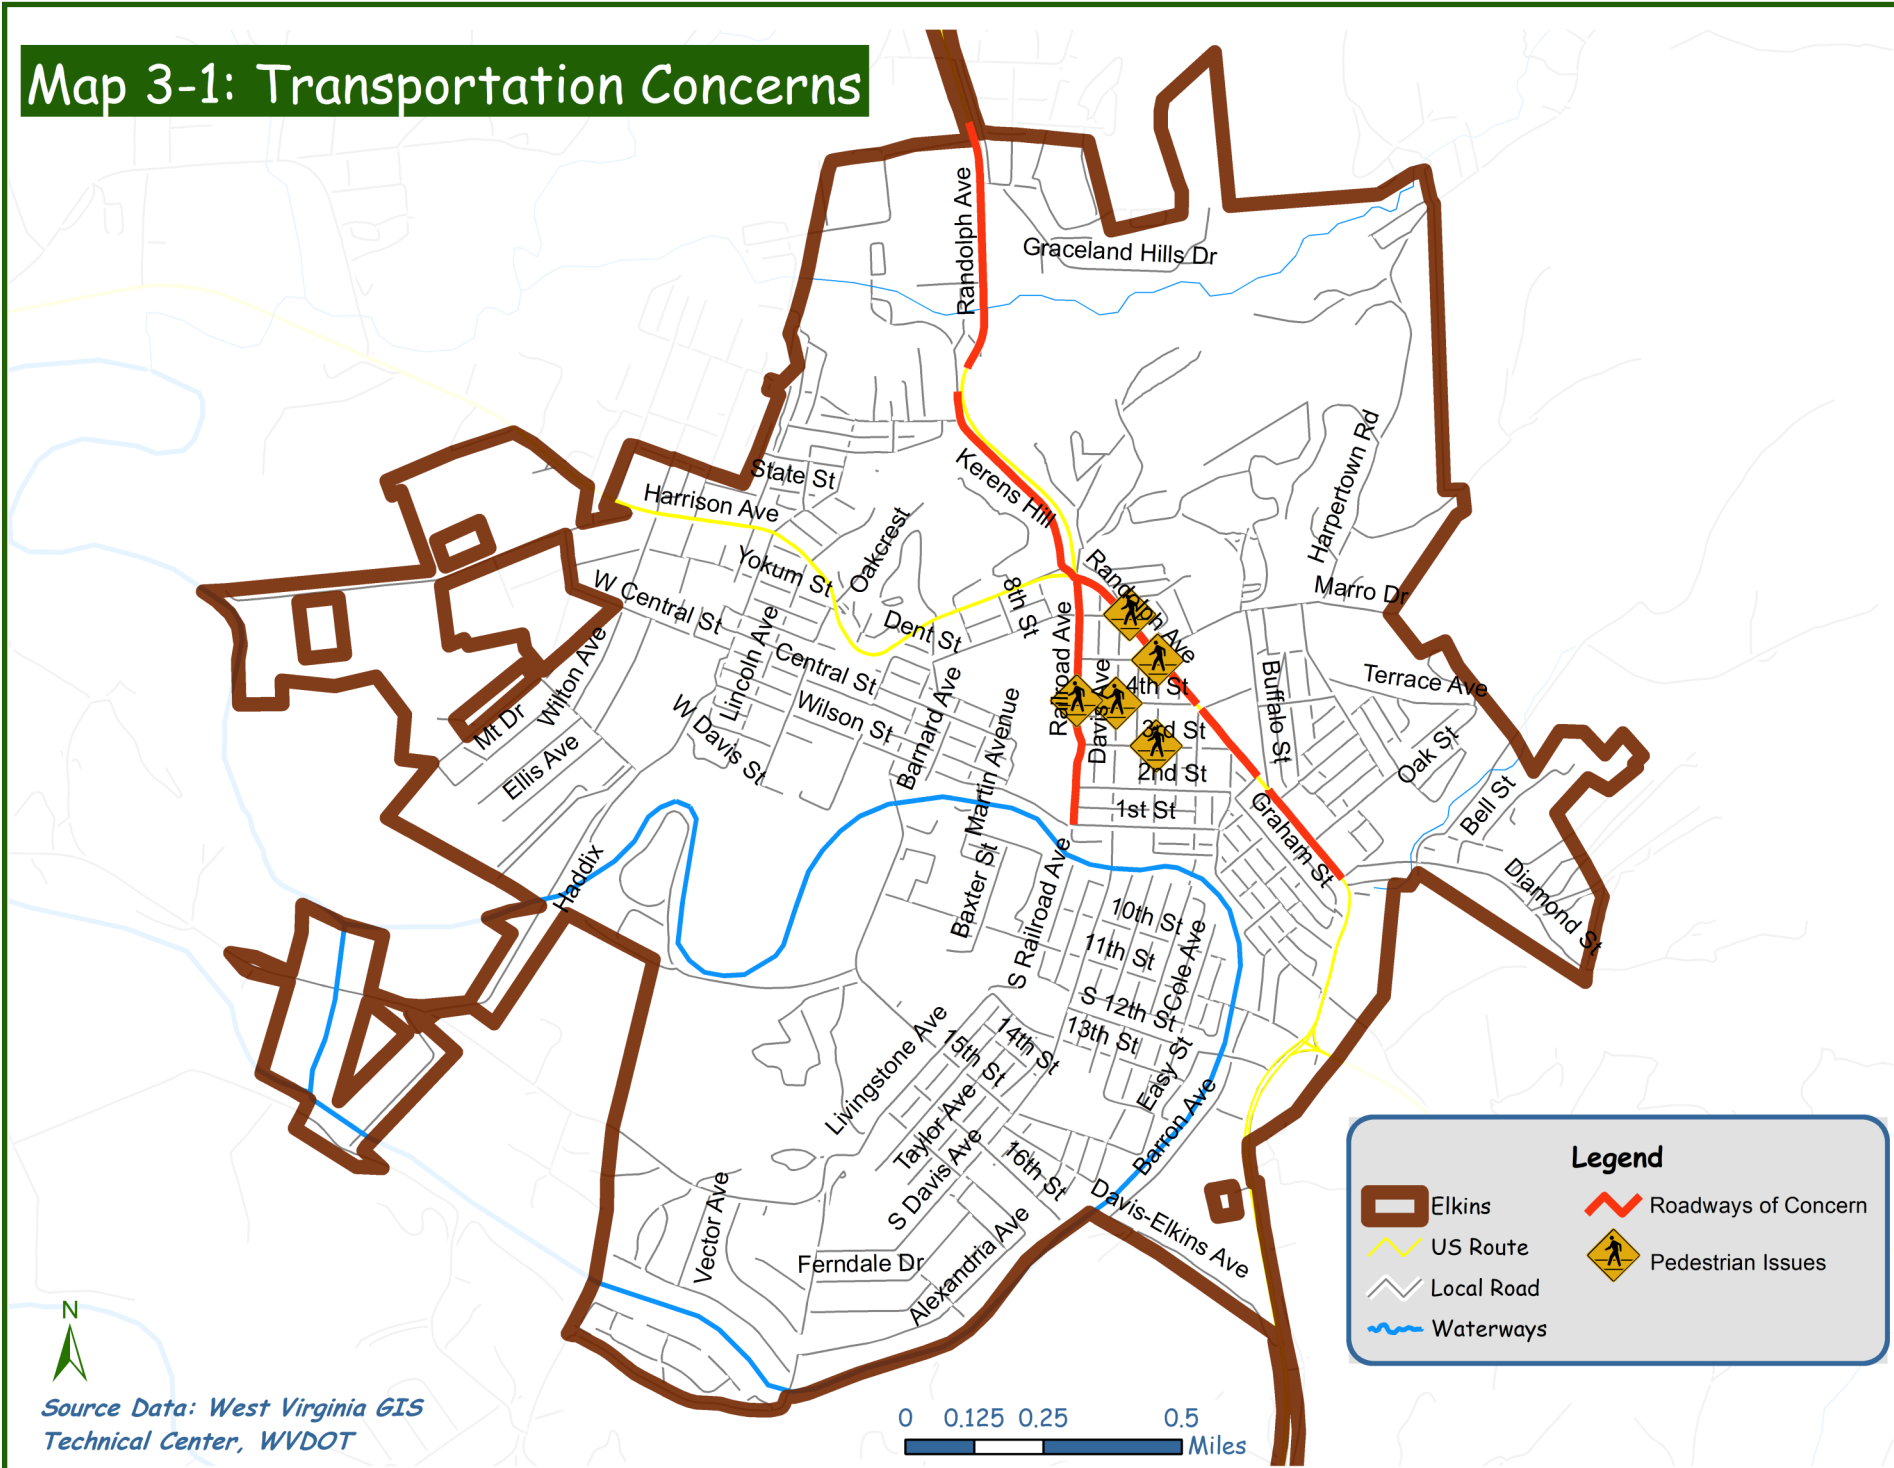 Map 3-1: Transportation Concerns
Randolph Ave
Graceland Hills Dr
Kerens Hill
Harpertown Rd
State St
Harrison Ave
Oakcrest
Yokum St
W Central St
Dent St
8th St
Randolph Ave
Marro Dr
Lincoln Ave
Central St
Wilson St
Railroad Ave
Davis Ave
4th St
3rd St
2nd St
1st St
Buffalo St
Terrace Ave
Oak St
Bell St
Wilton Ave
Mt Dr
Ellis Ave
W Davis St
Barnard Ave
Martin Avenue
Graham St
Diamond St
Haddix
Baxter St
S Railroad Ave
10th St
11th St
Cole Ave
S 12th St
13th St
14th St
15th St
Easy St
Livingstone Ave
Taylor Ave
S Davis Ave
16th St
Barron Ave
Davis-Elkins Ave
Vector Ave
Ferndale Dr
Alexandria Ave
Legend
Elkins
US Route
Local Road
Waterways
Roadways of Concern
Pedestrian Issues
N
Source Data: West Virginia GIS
Technical Center, WVDOT
0 0.125 0.25 0.5
Miles